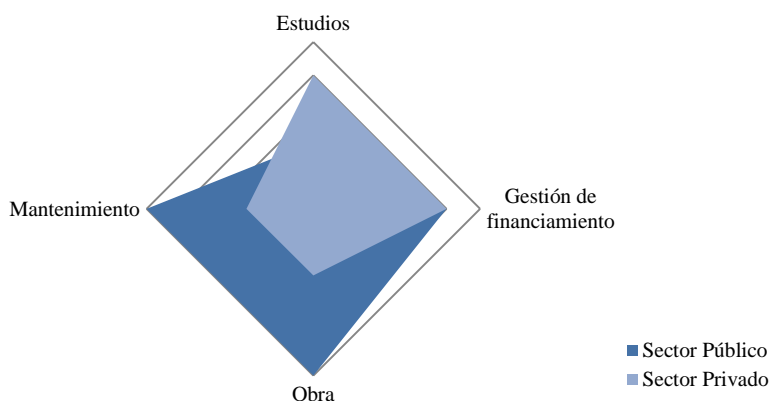 Estudios
Gestión de
financiamiento
Mantenimiento
Obra
Sector Público
Sector Privado